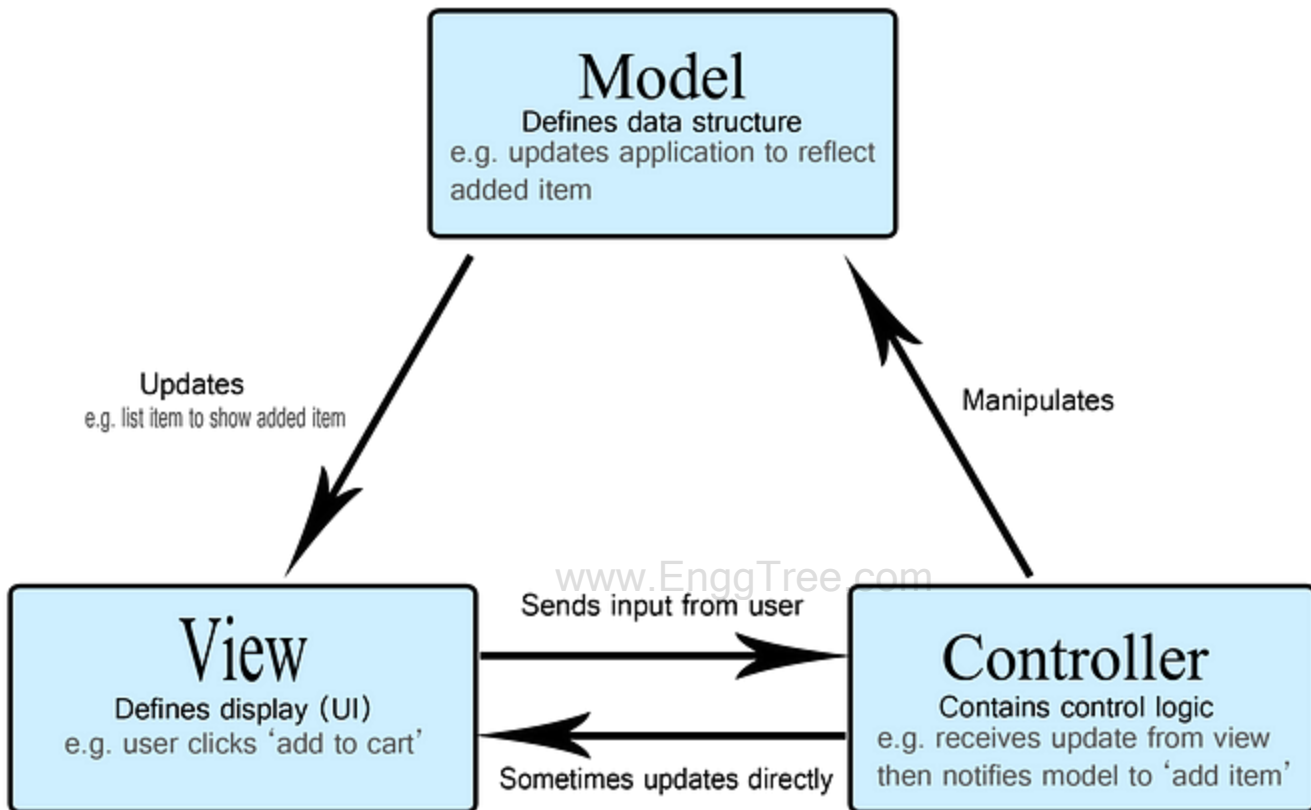 Model
Defines data structure
e.g. updates application to reflect
added item
Updates
e.g. list item to show added item
Manipulates
www.EnggTree.com
Sends input from user
View
Defines display (UI)
e.g. user clicks ‘add to cart’
Sometimes updates directly
Controller
Contains control logic
e.g. receives update from view
then notifies model to ‘add item’